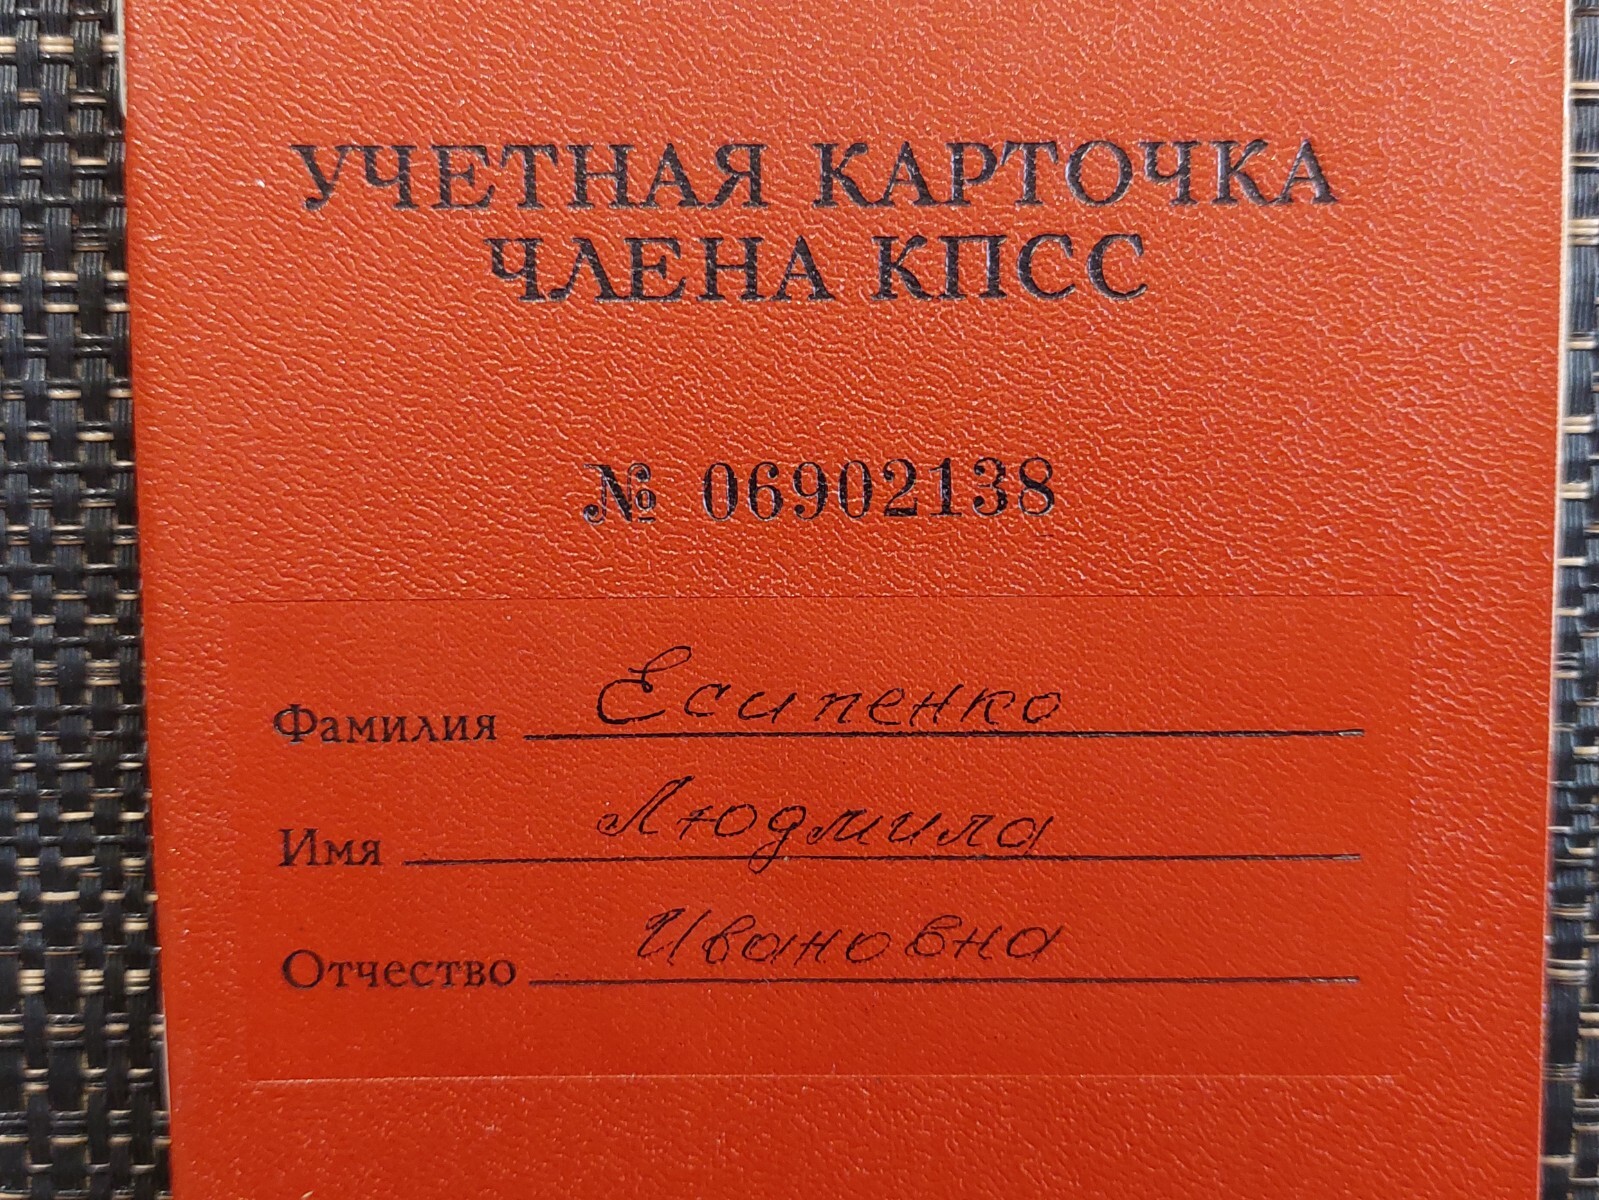 УЧЕТНАЯ КАРТОЧКА
ЧЛЕНА КПСС
№ 06902138
Фамилия Есипенко
Имя Людмила
Отчество Ивановна